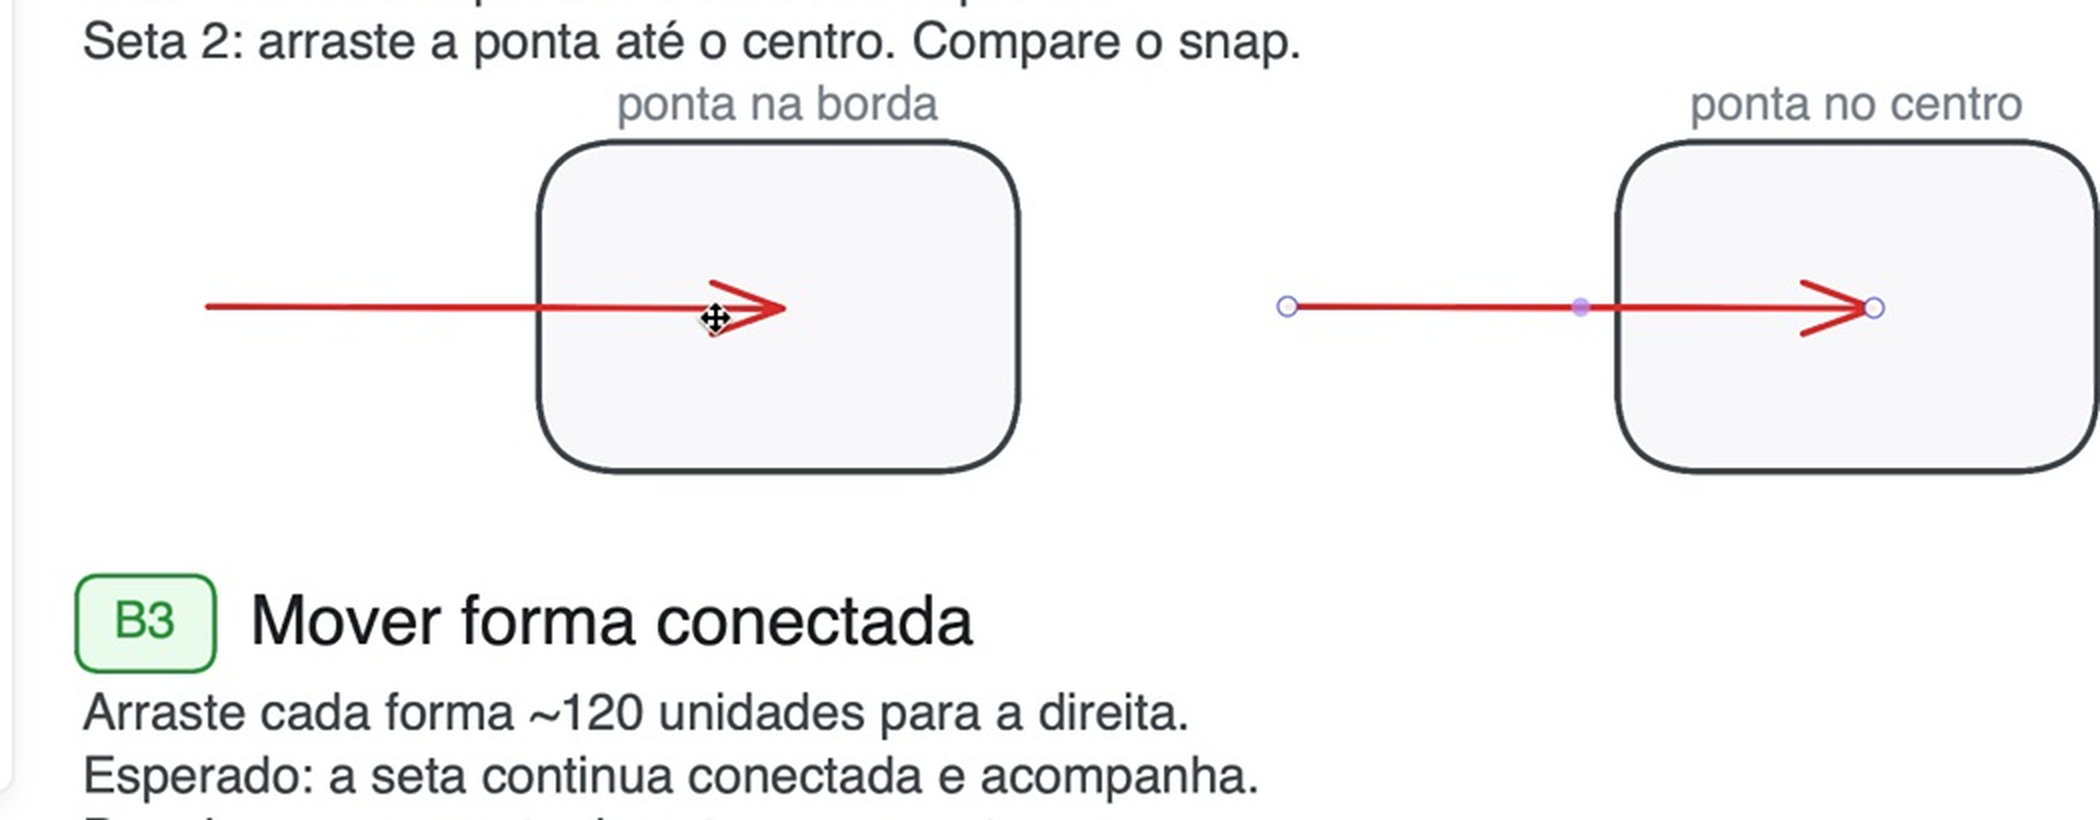 Seta 2: arraste a ponta até o centro. Compare o snap.
ponta na borda
ponta no centro
B3 Mover forma conectada
Arraste cada forma ~120 unidades para a direita.
Esperado: a seta continua conectada e acompanha.